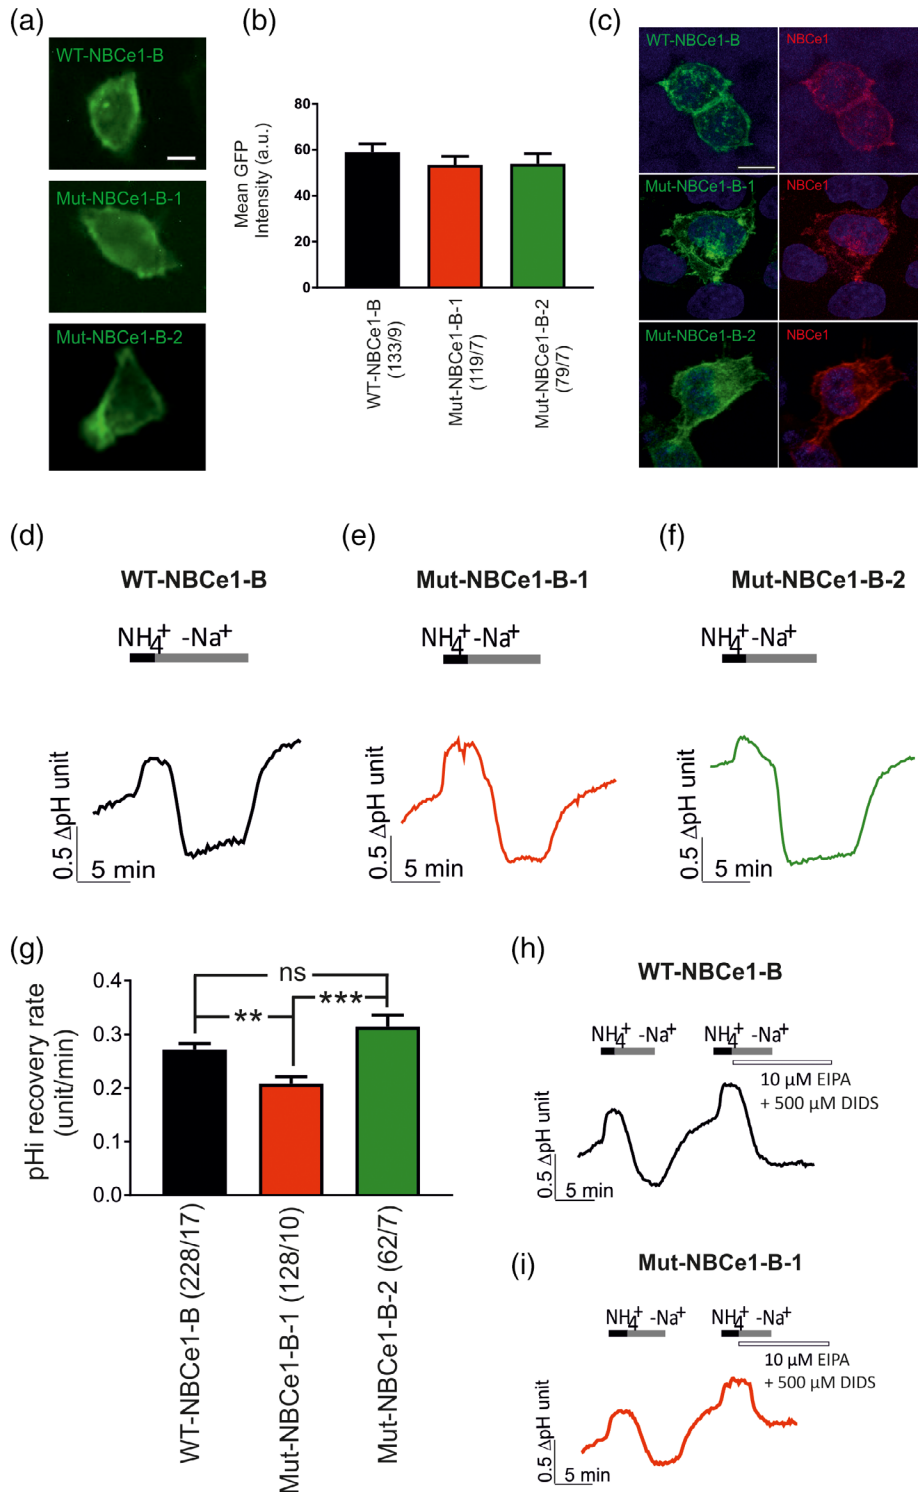 (a)
WT-NBCe1-B
Mut-NBCe1-B-1
Mut-NBCe1-B-2
(b)
Mean GFP
Intensity (a.u.)
80
60
40
20
0
WT-NBCe1-B
(133/9)
Mut-NBCe1-B-1
(119/7)
Mut-NBCe1-B-2
(79/7)
(c)
WT-NBCe1-B
NBCe1
Mut-NBCe1-B-1
NBCe1
Mut-NBCe1-B-2
NBCe1
(d)
WT-NBCe1-B
NH4+ -Na+
0.5 ΔpH unit
5 min
(e)
Mut-NBCe1-B-1
NH4+ -Na+
0.5 ΔpH unit
5 min
(f)
Mut-NBCe1-B-2
NH4+ -Na+
0.5 ΔpH unit
5 min
(g)
pHi recovery rate
(unit/min)
0.4
0.3
0.2
0.1
0.0
ns
**
***
WT-NBCe1-B (228/17)
Mut-NBCe1-B-1 (128/10)
Mut-NBCe1-B-2 (62/7)
(h)
WT-NBCe1-B
NH4+ -Na+
NH4+ -Na+
10 µM EIPA
+ 500 µM DIDS
0.5 ΔpH unit
5 min
(i)
Mut-NBCe1-B-1
NH4+ -Na+
NH4+ -Na+
10 µM EIPA
+ 500 µM DIDS
0.5 ΔpH unit
5 min